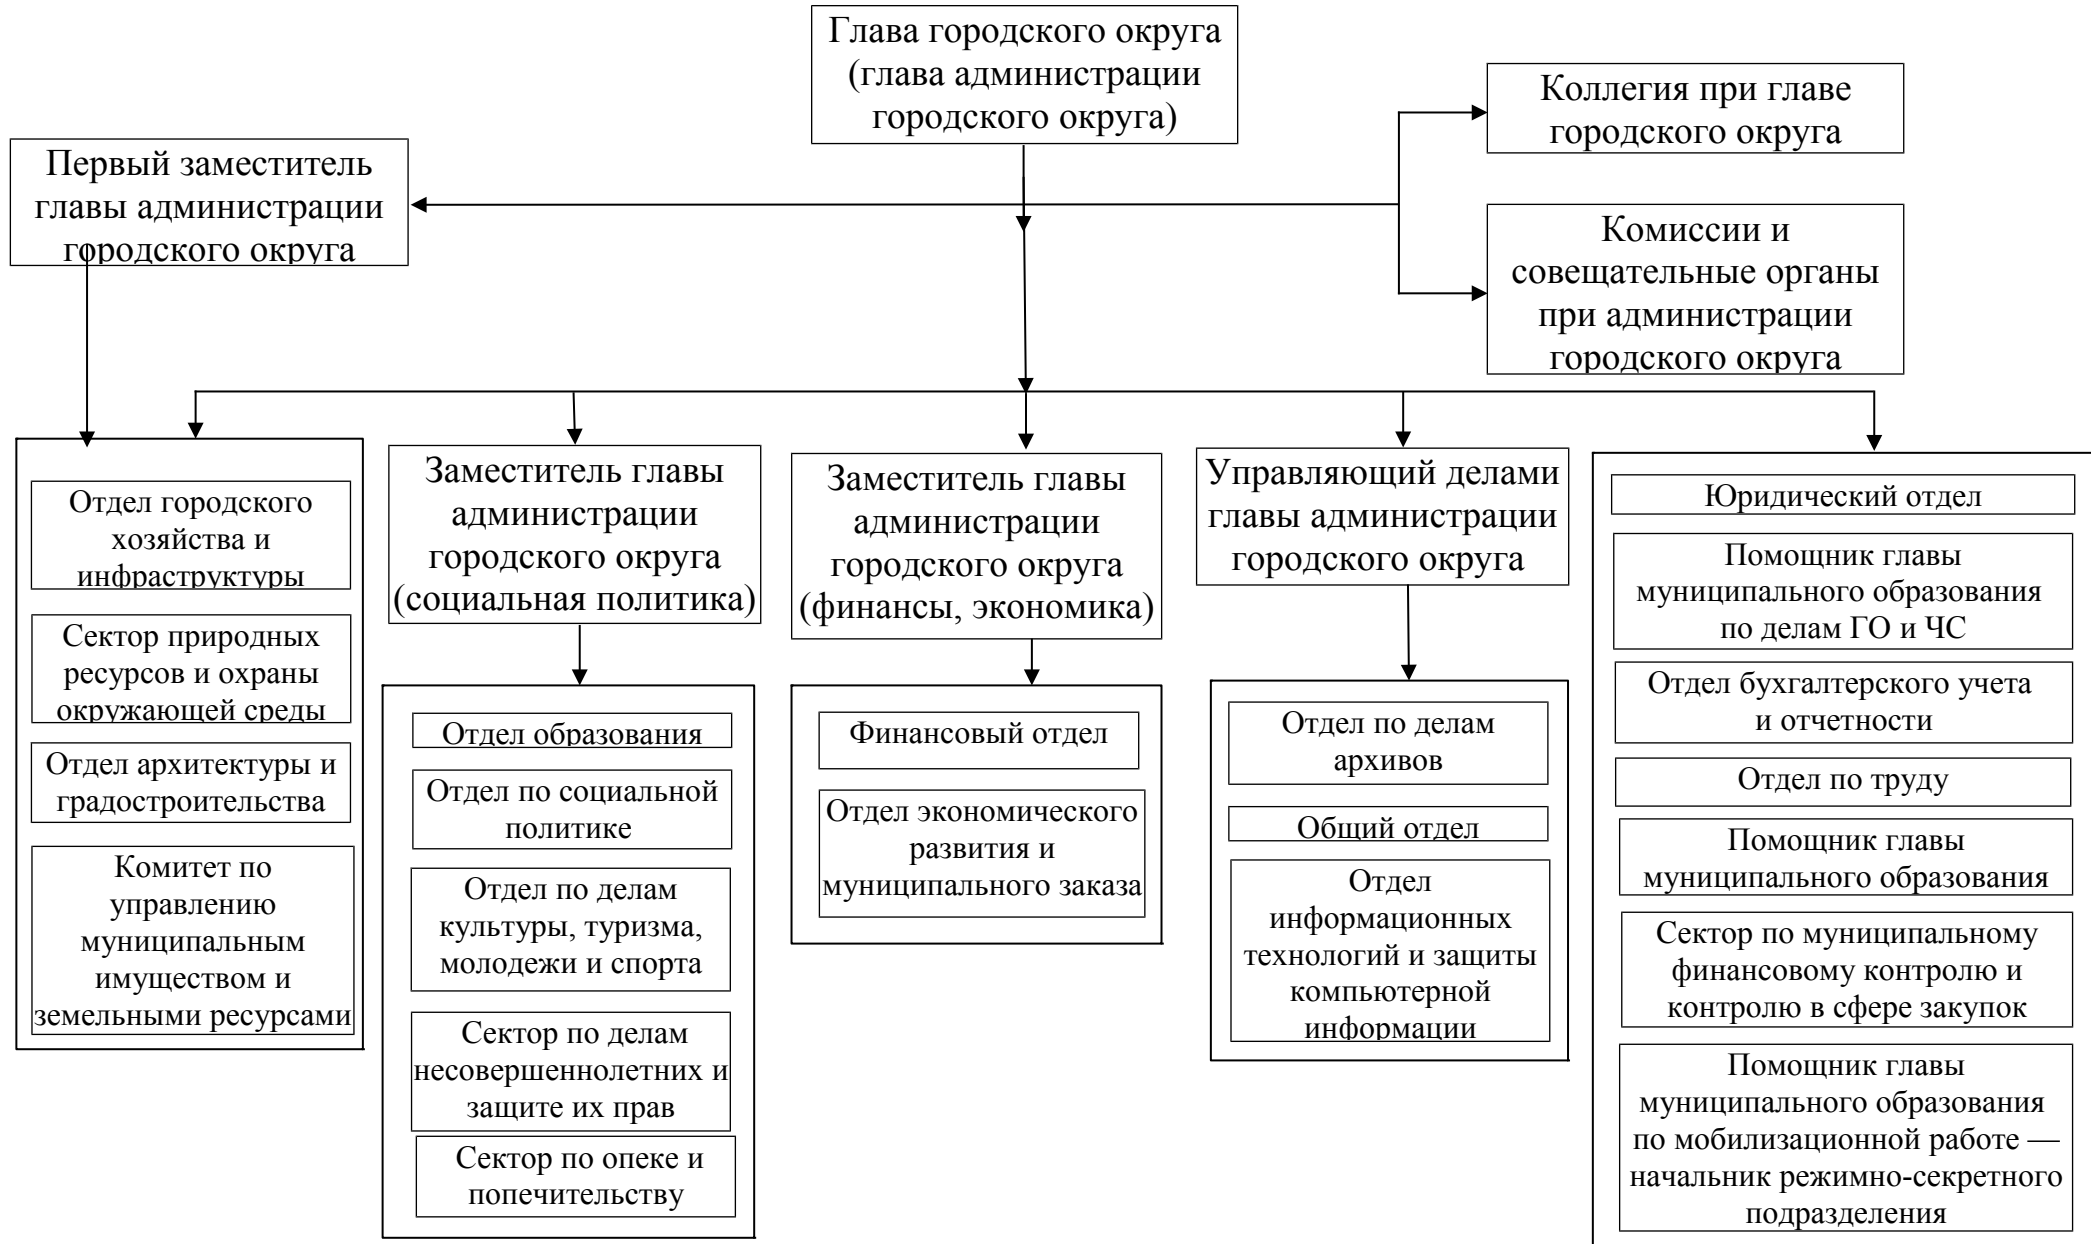 Глава городского округа
(глава администрации
городского округа)
Коллегия при главе
городского округа
Первый заместитель
главы администрации
городского округа
Комиссии и
совещательные органы
при администрации
городского округа
Отдел городского
хозяйства и
инфраструктуры
Сектор природных
ресурсов и охраны
окружающей среды
Отдел архитектуры и
градостроительства
Комитет по
управлению
муниципальным
имуществом и
земельными ресурсами
Заместитель главы
администрации
городского округа
(социальная политика)
Отдел образования
Отдел по социальной
политике
Отдел по делам
культуры, туризма,
молодежи и спорта
Сектор по делам
несовершеннолетних и
защите их прав
Сектор по опеке и
попечительству
Заместитель главы
администрации
городского округа
(финансы, экономика)
Финансовый отдел
Отдел экономического
развития и
муниципального заказа
Управляющий делами
главы администрации
городского округа
Отдел по делам
архивов
Общий отдел
Отдел
информационных
технологий и защиты
компьютерной
информации
Юридический отдел
Помощник главы
муниципального образования
по делам ГО и ЧС
Отдел бухгалтерского учета
и отчетности
Отдел по труду
Помощник главы
муниципального образования
Сектор по муниципальному
финансовому контролю и
контролю в сфере закупок
Помощник главы
муниципального образования
по мобилизационной работе —
начальник режимно-секретного
подразделения